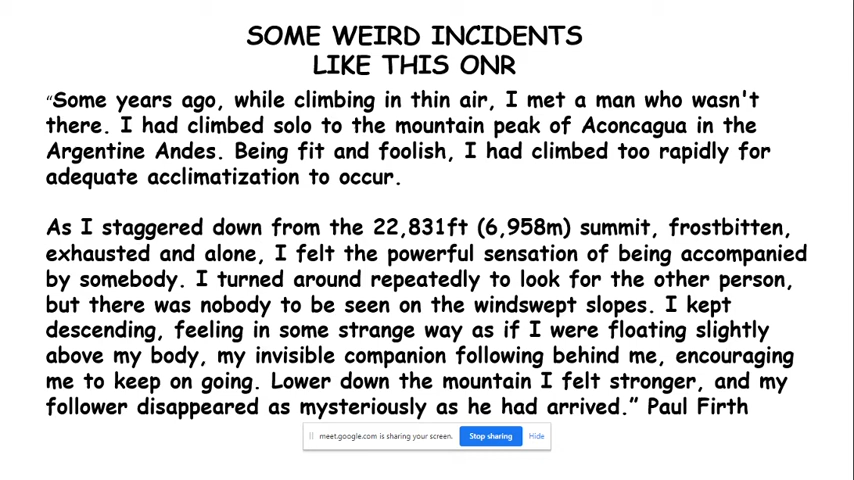 SOME WEIRD INCIDENTS
LIKE THIS ONR
“Some years ago, while climbing in thin air, I met a man who wasn't
there. I had climbed solo to the mountain peak of Aconcagua in the
Argentine Andes. Being fit and foolish, I had climbed too rapidly for
adequate acclimatization to occur.
As I staggered down from the 22,831ft (6,958m) summit, frostbitten,
exhausted and alone, I felt the powerful sensation of being accompanied
by somebody. I turned around repeatedly to look for the other person,
but there was nobody to be seen on the windswept slopes. I kept
descending, feeling in some strange way as if I were floating slightly
above my body, my invisible companion following behind me, encouraging
me to keep on going. Lower down the mountain I felt stronger, and my
follower disappeared as mysteriously as he had arrived.” Paul Firth
meet.google.com is sharing your screen. Stop sharing Hide